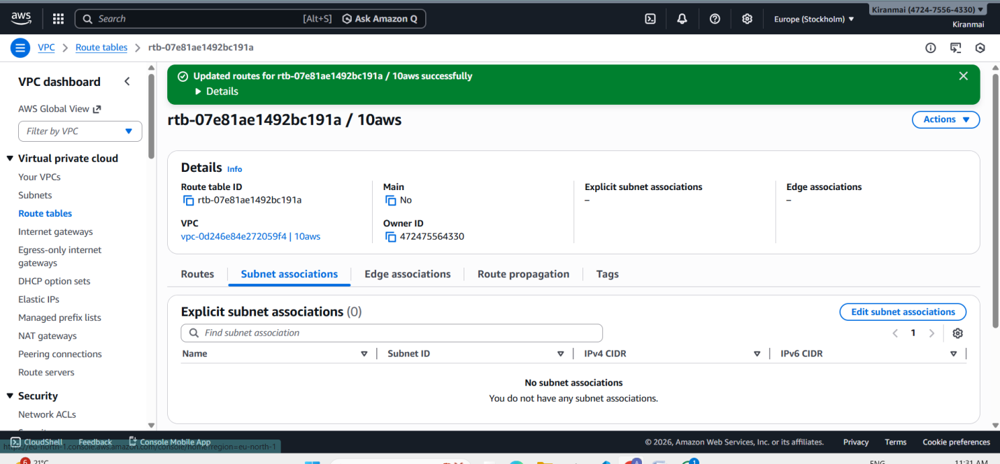 aws
Search [Alt+S] Ask Amazon Q
Europe (Stockholm) ▼
Kiranmai (4724-7556-4330) ▼
Kiranmai
VPC > Route tables > rtb-07e81ae1492bc191a
VPC dashboard
AWS Global View
Filter by VPC
Virtual private cloud
Your VPCs
Subnets
Route tables
Internet gateways
Egress-only internet
gateways
DHCP option sets
Elastic IPs
Managed prefix lists
NAT gateways
Peering connections
Route servers
Security
Network ACLs
Updated routes for rtb-07e81ae1492bc191a / 10aws successfully
Details
rtb-07e81ae1492bc191a / 10aws
Actions
Details Info
Route table ID
rtb-07e81ae1492bc191a
VPC
vpc-0d246e84e272059f4 | 10aws
Main
No
Owner ID
472475564330
Explicit subnet associations
–
Edge associations
–
Routes
Subnet associations
Edge associations
Route propagation
Tags
Explicit subnet associations (0)
Edit subnet associations
Find subnet association
1
Name
Subnet ID
IPv4 CIDR
IPv6 CIDR
No subnet associations
You do not have any subnet associations.
CloudShell Feedback Console Mobile App
https://eu-north-1.console.aws.amazon.com/console/home?region=eu-north-1
© 2026, Amazon Web Services, Inc. or its affiliates. Privacy Terms Cookie preferences
6
21°C
1
ENG
11:31 AM